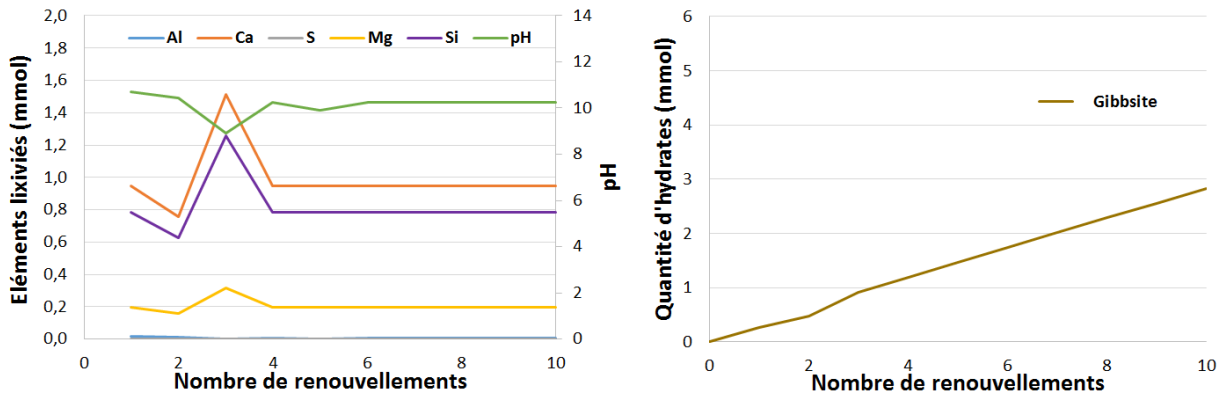 2,0
1,8
1,6
1,4
1,2
1,0
0,8
0,6
0,4
0,2
0,0
Eléments lixiviés (mmol)
Al Ca S Mg Si pH
14
12
10
8
6
4
2
0
pH
0 2 4 6 8 10
Nombre de renouvellements
6
5
4
3
2
1
0
Quantité d'hydrates (mmol)
Gibbsite
0 2 4 6 8 10
Nombre de renouvellements